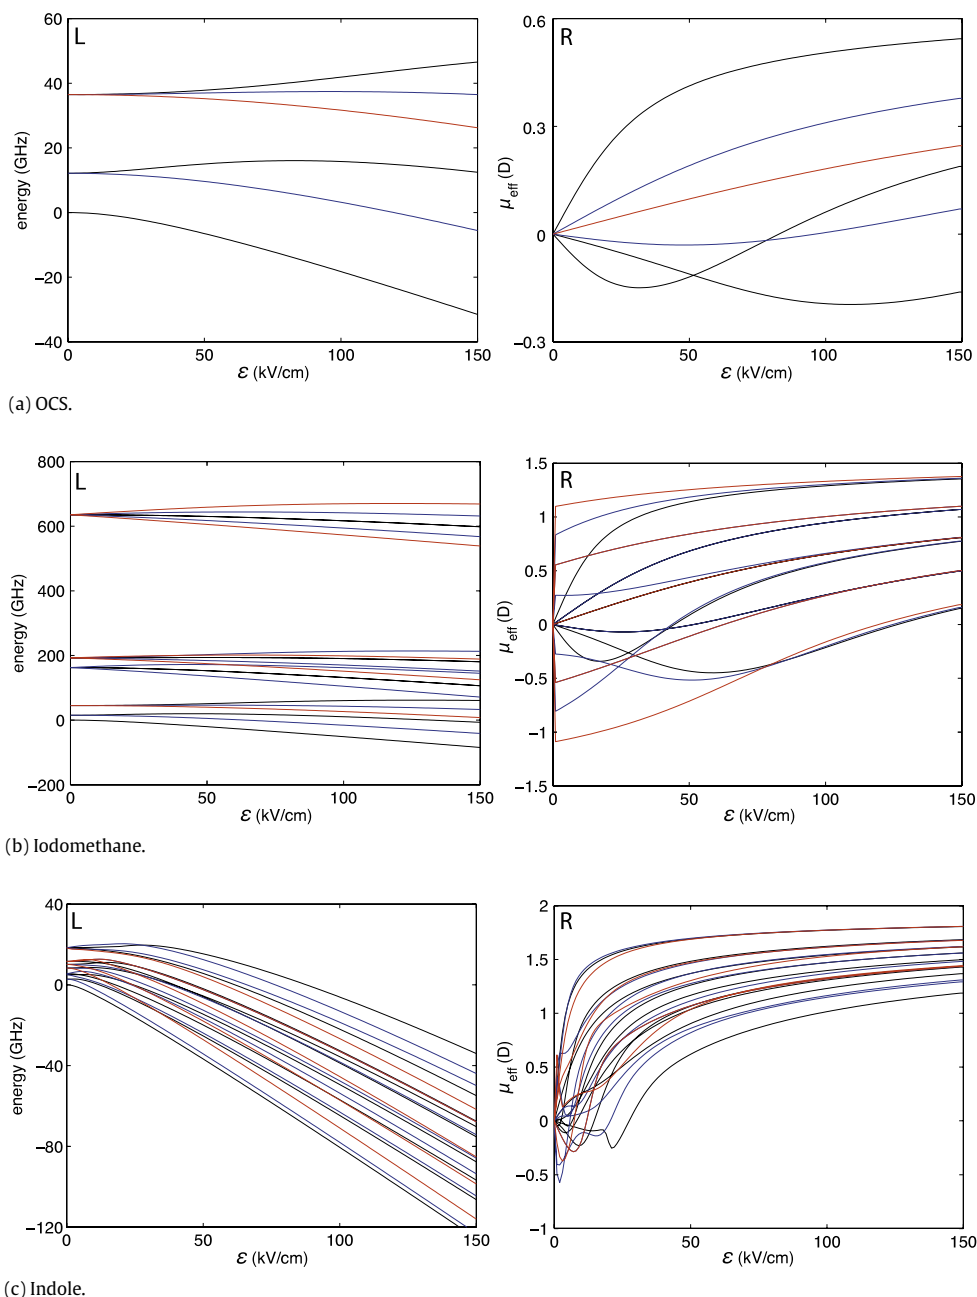 L
60
40
20
0
−20
−40
energy (GHz)
0
50
100
150
ε (kV/cm)
R
0.6
0.3
0
−0.3
μeff (D)
0
50
100
150
ε (kV/cm)
(a) OCS.
L
800
600
400
200
0
−200
energy (GHz)
0
50
100
150
ε (kV/cm)
R
1.5
1
0.5
0
−0.5
−1
−1.5
μeff (D)
0
50
100
150
ε (kV/cm)
(b) Iodomethane.
L
40
0
−40
−80
−120
energy (GHz)
0
50
100
150
ε (kV/cm)
R
2
1.5
1
0.5
0
−0.5
−1
μeff (D)
0
50
100
150
ε (kV/cm)
(c) Indole.